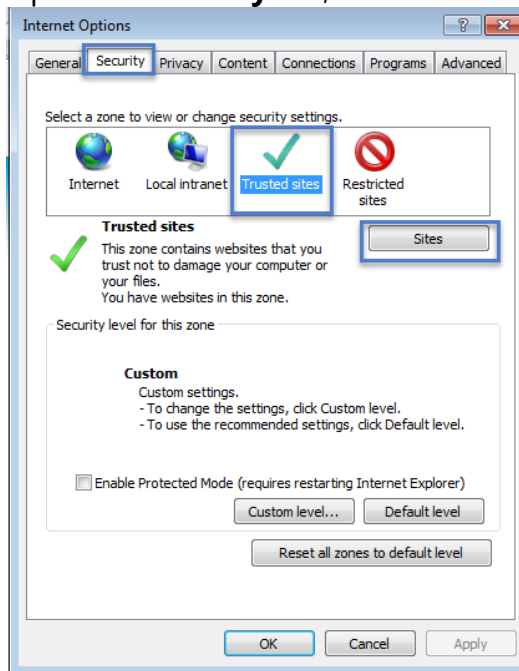 Internet Options
General Security Privacy Content Connections Programs Advanced
Select a zone to view or change security settings.
Internet Local intranet Trusted sites Restricted
sites
Trusted sites
Sites
This zone contains websites that you
trust not to damage your computer or
your files.
You have websites in this zone.
Security level for this zone
Custom
Custom settings.
- To change the settings, click Custom level.
- To use the recommended settings, click Default level.
Enable Protected Mode (requires restarting Internet Explorer)
Custom level... Default level
Reset all zones to default level
OK Cancel Apply